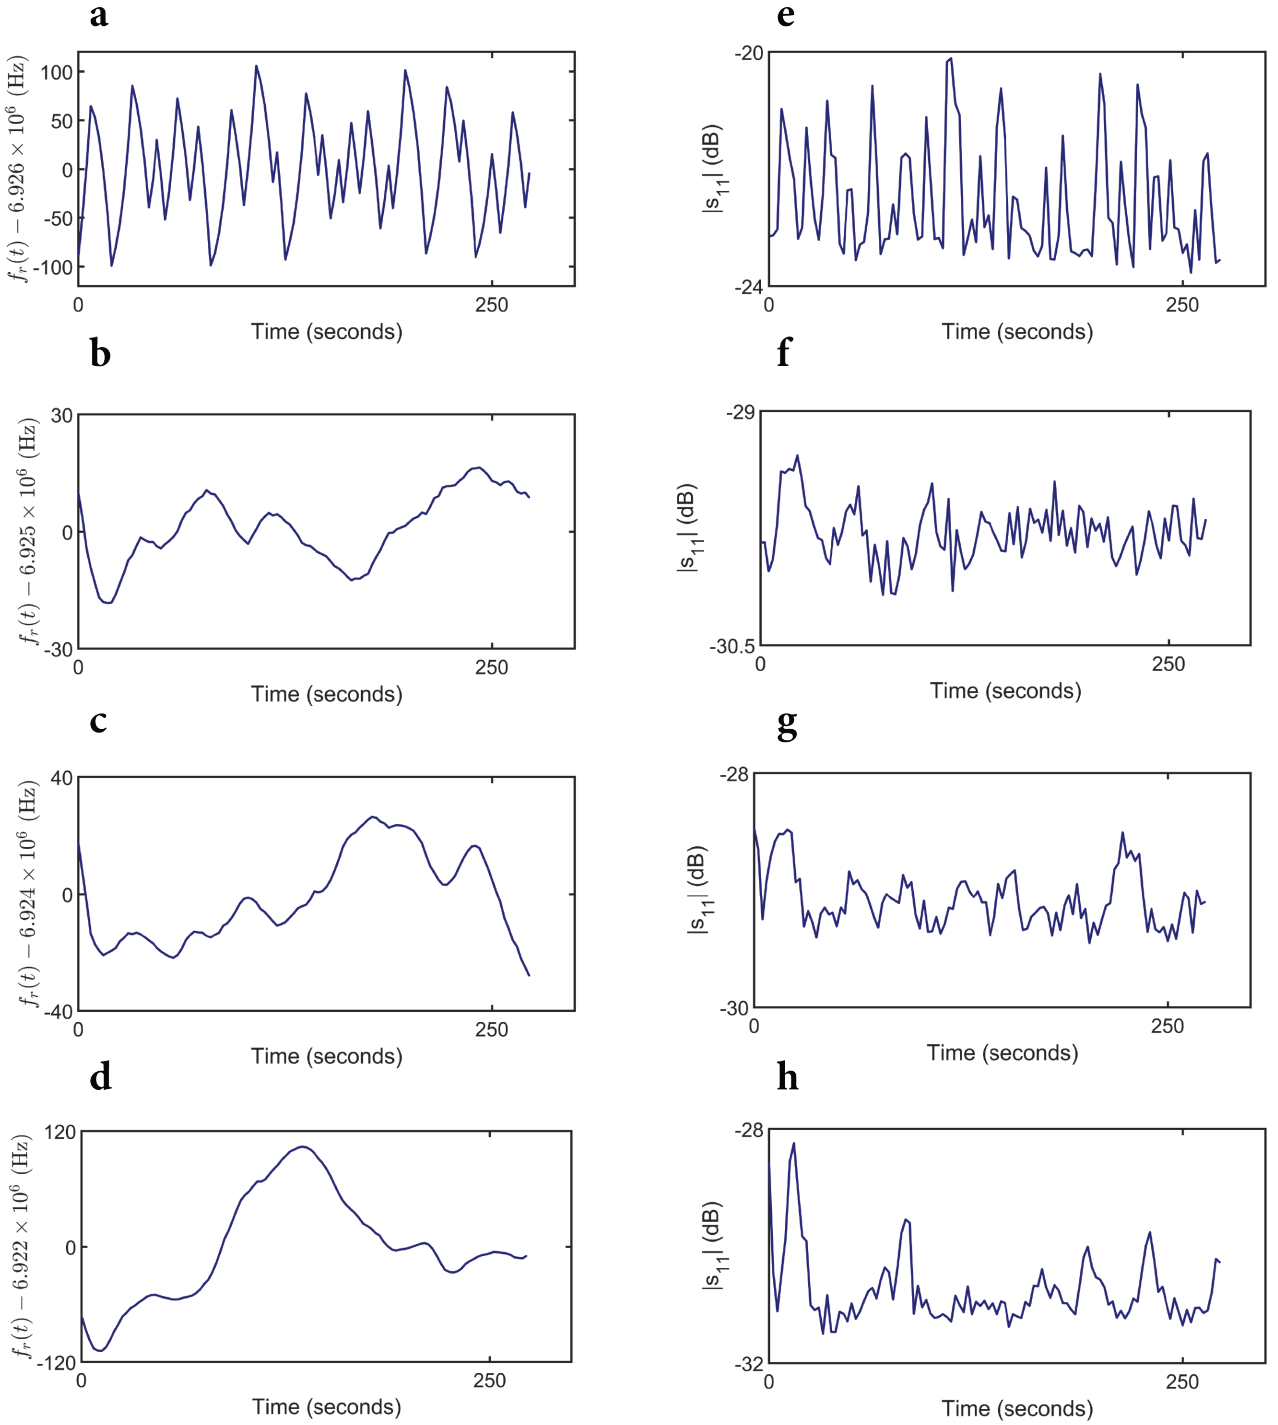 a
f_r(t) − 6.926 × 10^6 (Hz)
100
50
0
-50
-100
0
250
Time (seconds)
e
|s_11| (dB)
-20
-24
0
250
Time (seconds)
b
f_r(t) − 6.925 × 10^6 (Hz)
30
0
-30
0
250
Time (seconds)
f
|s_11| (dB)
-29
-30.5
0
250
Time (seconds)
c
f_r(t) − 6.924 × 10^6 (Hz)
40
0
-40
0
250
Time (seconds)
g
|s_11| (dB)
-28
-30
0
250
Time (seconds)
d
f_r(t) − 6.922 × 10^6 (Hz)
120
0
-120
0
250
Time (seconds)
h
|s_11| (dB)
-28
-32
0
250
Time (seconds)